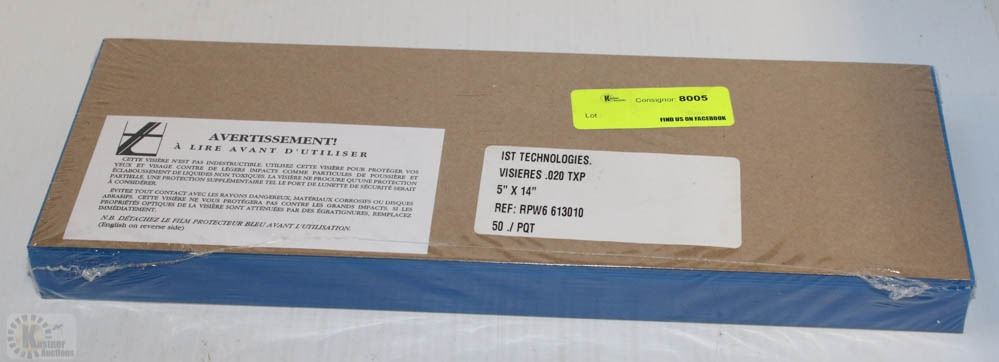 AVERTISSEMENT!
À LIRE AVANT D'UTILISER
CETTE VISIÈRE N'EST PAS INDESTRUCTIBLE. UTILISEZ CETTE VISIÈRE POUR PROTÉGER VOS
YEUX ET VISAGE CONTRE DE LÉGERS IMPACTS COMME PARTICULES DE POUSSIÈRE ET
ÉCLABOUSSEMENT DE LIQUIDES NON TOXIQUES. LA VISIÈRE NE PROCURE QU'UNE PROTECTION
PARTIELLE. UNE PROTECTION SUPPLÉMENTAIRE TEL LE PORT DE LUNETTE DE SÉCURITÉ SERAIT
À CONSIDÉRER.
ÉVITEZ TOUT CONTACT AVEC LES RAYONS DANGEREUX, MATÉRIAUX CORROSIFS OU DISQUES
ABRASIFS. CETTE VISIÈRE NE VOUS PROTÉGERA PAS CONTRE LES GRANDS IMPACTS, SI LES
PROPRIÉTÉS OPTIQUES DE LA VISIÈRE SONT ATTÉNUÉES PAR DES ÉGRATIGNURES, REMPLACEZ
IMMÉDIATEMENT.
N.B. DÉTACHEZ LE FILM PROTECTEUR BLEU AVANT L'UTILISATION.
(English on reverse side)
IST TECHNOLOGIES.
VISIERES .020 TXP
5" X 14"
REF: RPW6 613010
50 ./ PQT
Consignor: 8005
Lot
FIND US ON FACEBOOK
Kastner
Auctions